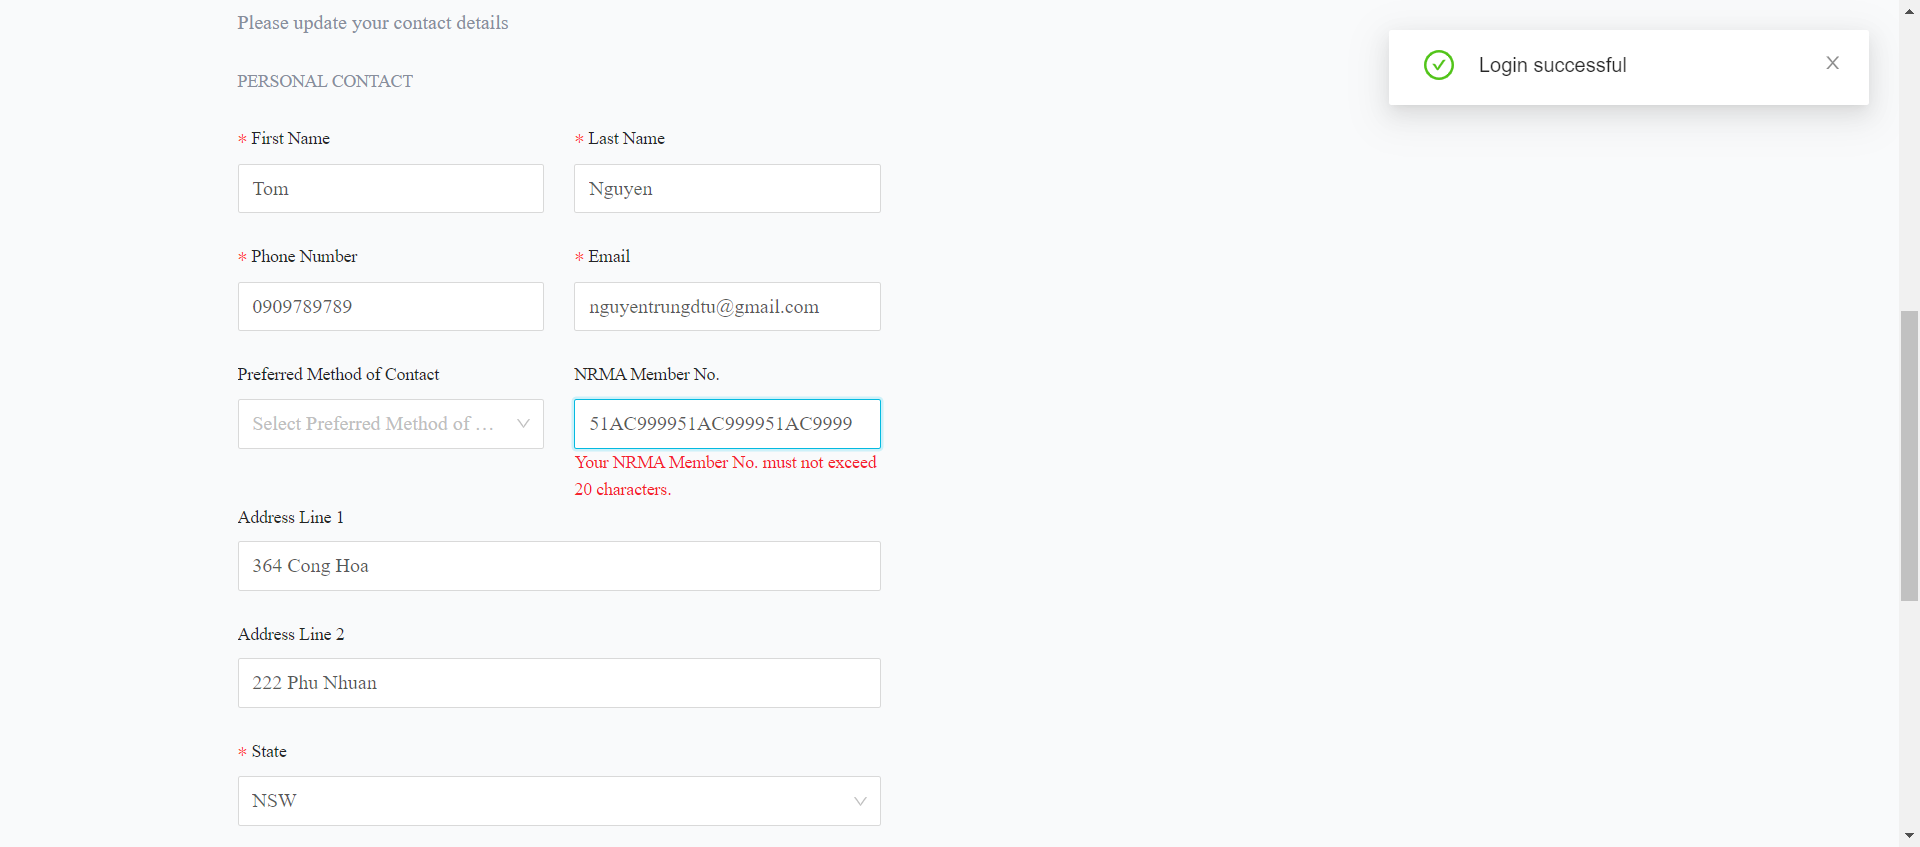 Please update your contact details
Login successful
PERSONAL CONTACT
* First Name
* Last Name
Tom
Nguyen
* Phone Number
* Email
0909789789
nguyentrungdtu@gmail.com
Preferred Method of Contact
NRMA Member No.
Select Preferred Method of ...
51AC999951AC999951AC9999
Your NRMA Member No. must not exceed
20 characters.
Address Line 1
364 Cong Hoa
Address Line 2
222 Phu Nhuan
* State
NSW